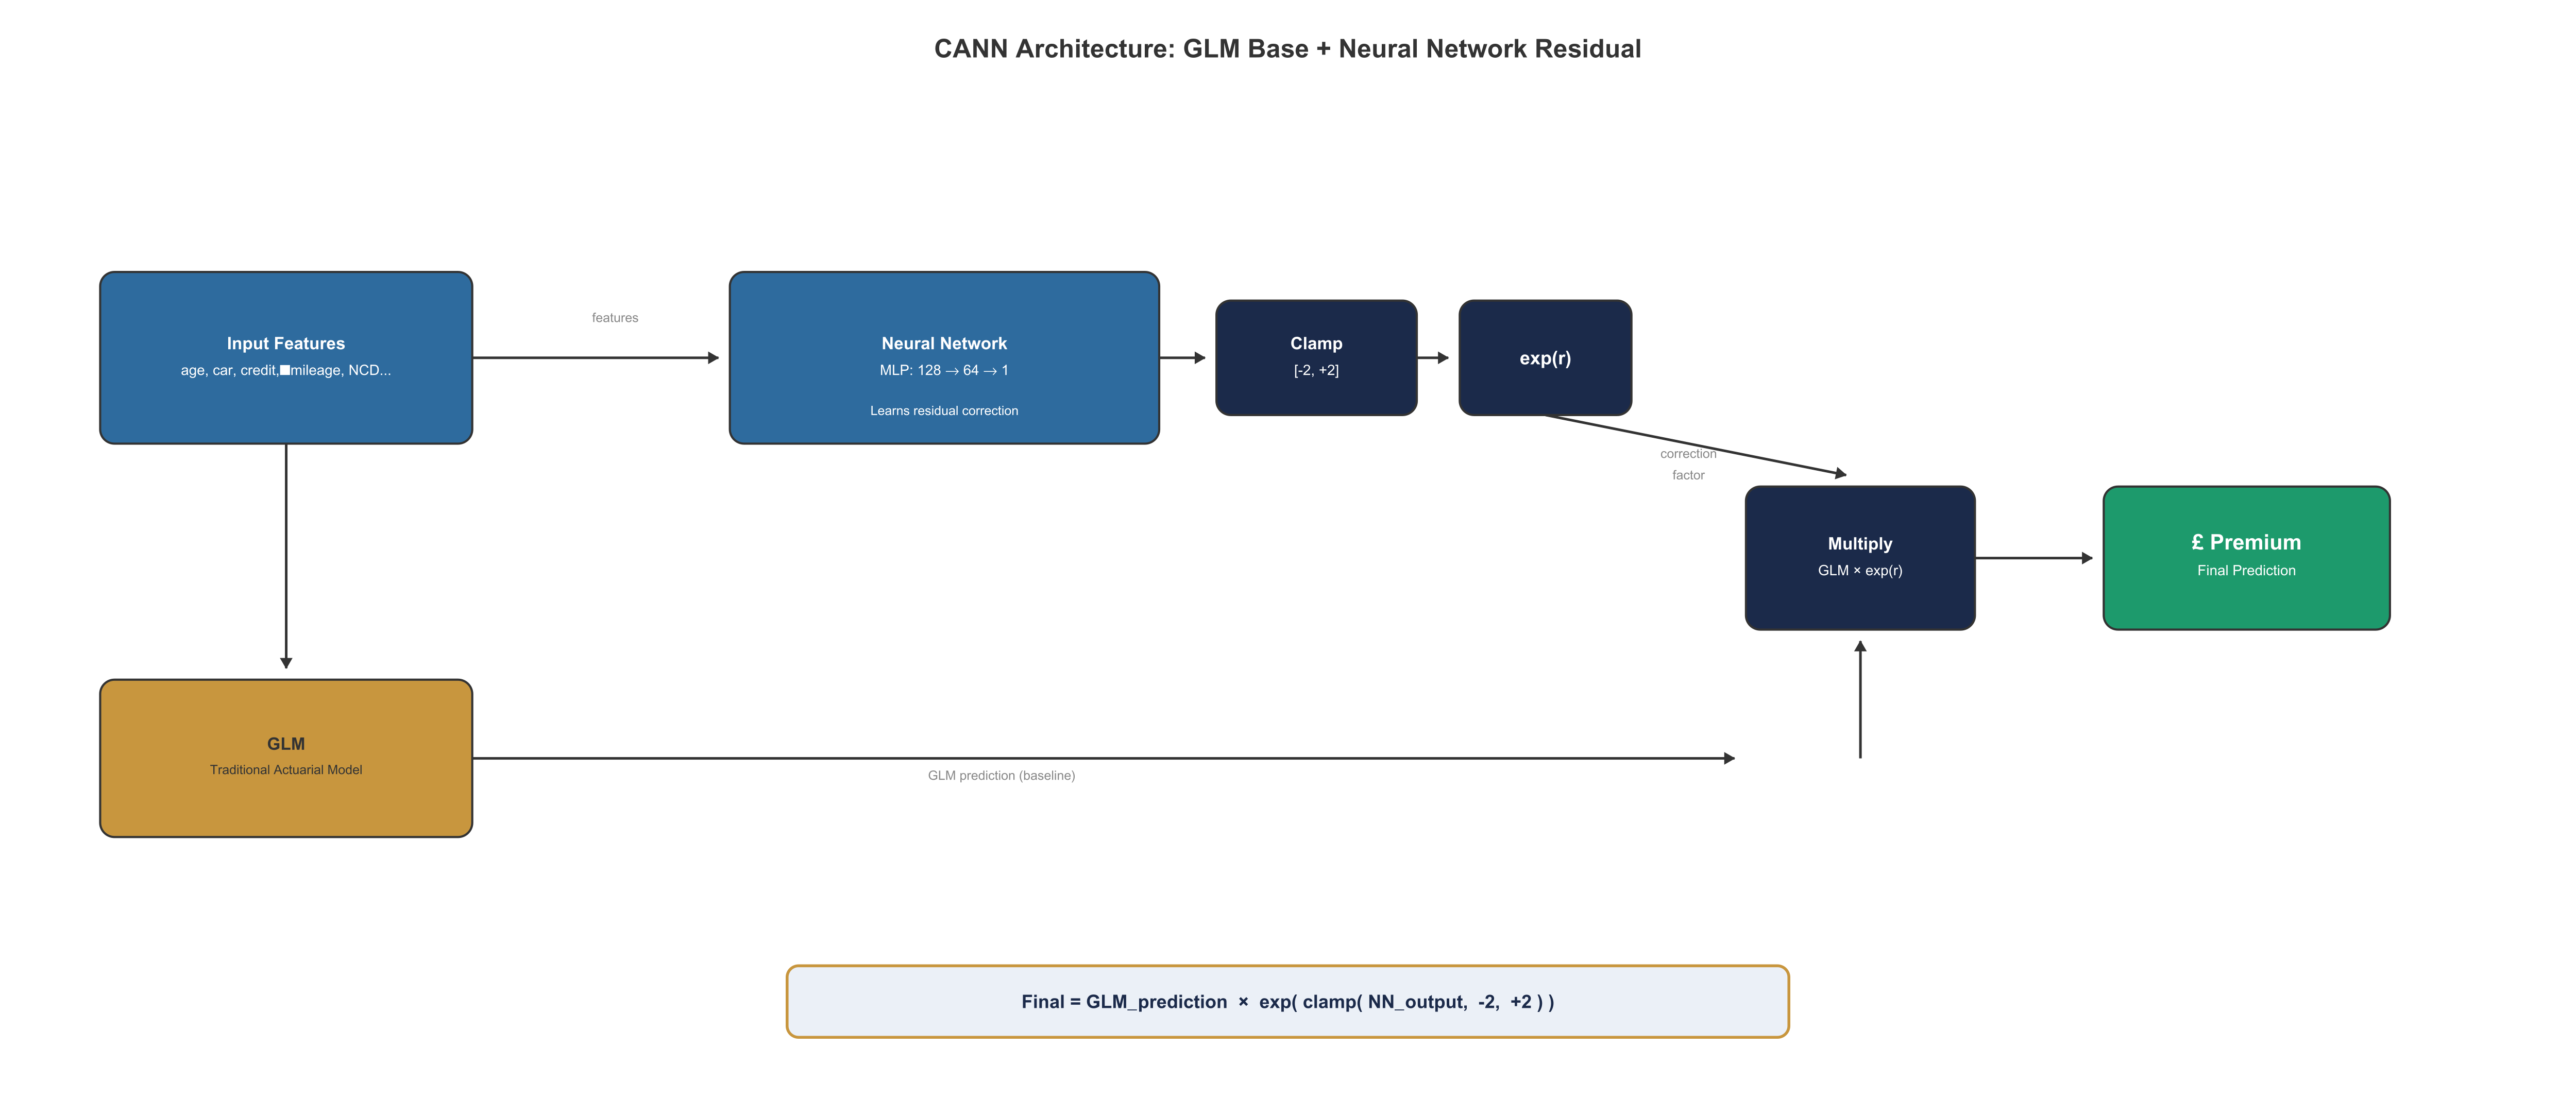 CANN Architecture: GLM Base + Neural Network Residual
Input Features
age, car, credit,■mileage, NCD...
features
Neural Network
MLP: 128 → 64 → 1
Learns residual correction
Clamp
[-2, +2]
exp(r)
correction
factor
Multiply
GLM × exp(r)
£ Premium
Final Prediction
GLM
Traditional Actuarial Model
GLM prediction (baseline)
Final = GLM_prediction × exp( clamp( NN_output, -2, +2 ) )